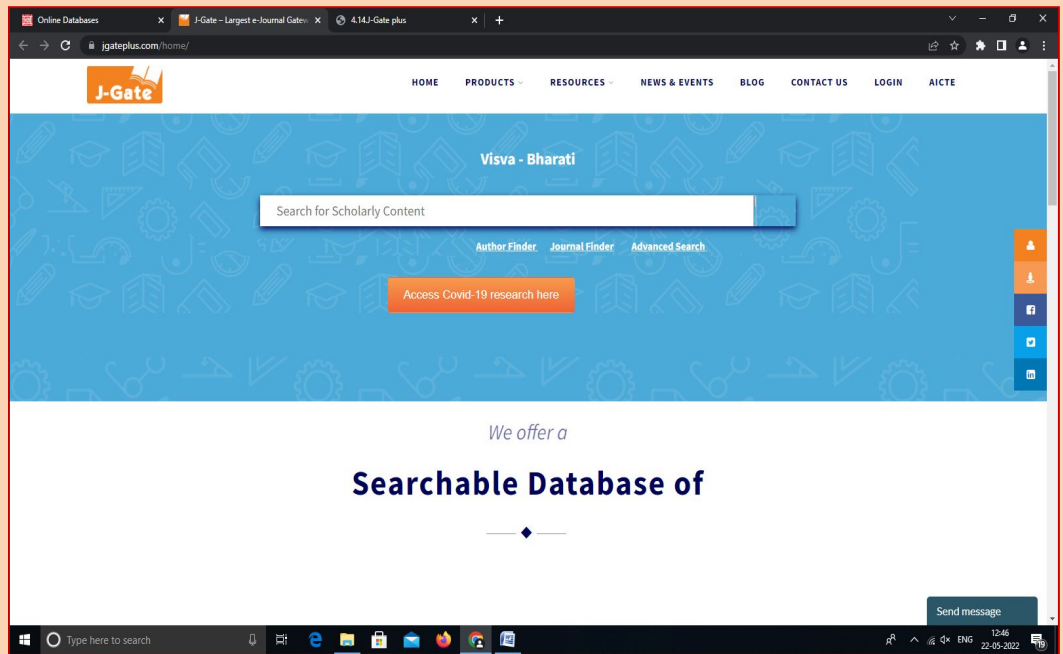 Online Databases
J-Gate – Largest e-Journal Gatew
4.14.J-Gate plus
jgateplus.com/home/
J-Gate
HOME PRODUCTS RESOURCES NEWS & EVENTS BLOG CONTACT US LOGIN AICTE
Visva - Bharati
Search for Scholarly Content
Author Finder Journal Finder Advanced Search
Access Covid-19 research here
We offer a
Searchable Database of
Send message
Type here to search
ENG
12:46
22-05-2022
19